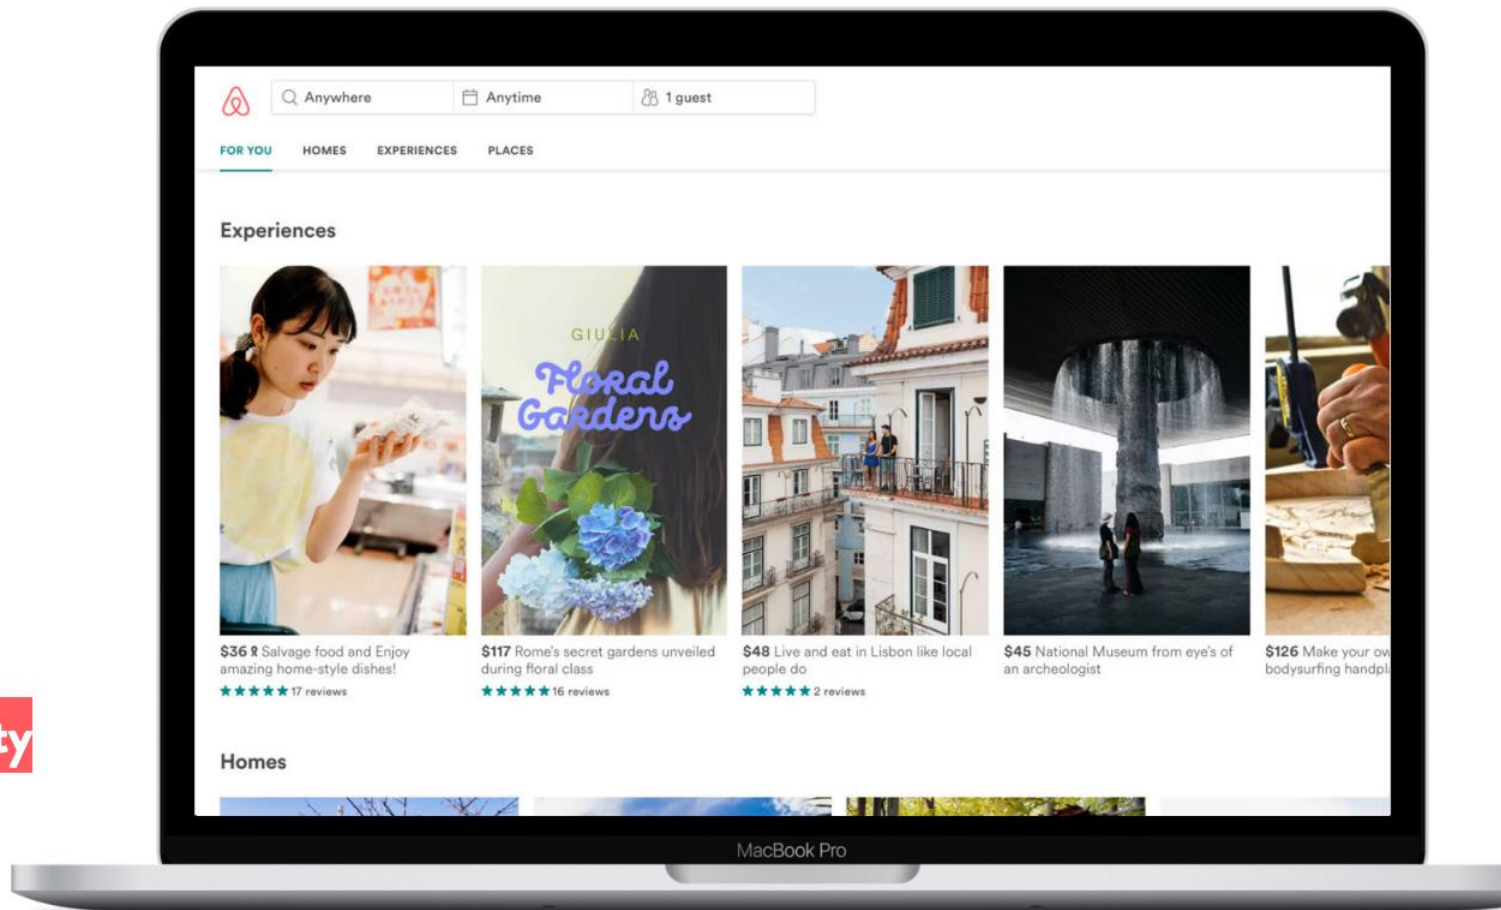 Anywhere
Anytime
1 guest
FOR YOU
HOMES
EXPERIENCES
PLACES
Experiences
GIULIA
Floral
Gardens
$36 Salvage food and Enjoy
amazing home-style dishes!
17 reviews
$117 Rome's secret gardens unveiled
during floral class
16 reviews
$48 Live and eat in Lisbon like local
people do
2 reviews
$45 National Museum from eye's of
an archeologist
$126 Make your ow
bodysurfing handpl
ty
Homes
MacBook Pro